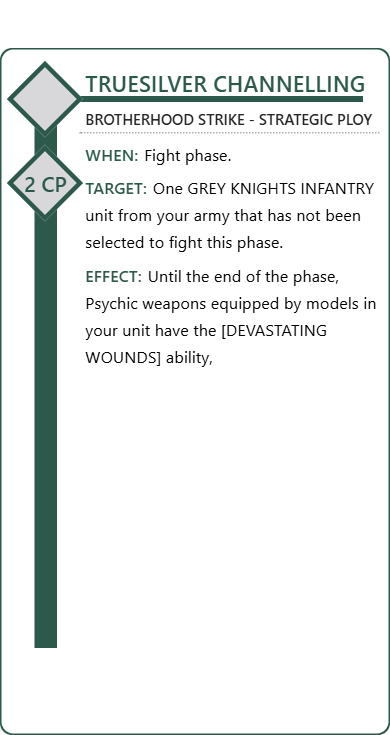 TRUESILVER CHANNELLING
BROTHERHOOD STRIKE - STRATEGIC PLOY
WHEN: Fight phase.
2 CP
TARGET: One GREY KNIGHTS INFANTRY
unit from your army that has not been
selected to fight this phase.
EFFECT: Until the end of the phase,
Psychic weapons equipped by models in
your unit have the [DEVASTATING
WOUNDS] ability,